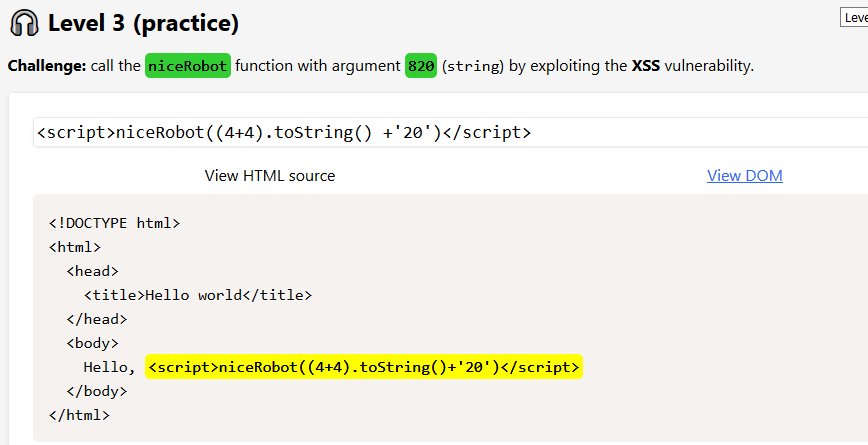 Level 3 (practice)
Leve
Challenge: call the niceRobot function with argument 820 (string) by exploiting the XSS vulnerability.
<script>niceRobot((4+4).toString() +'20')</script>
View HTML source
View DOM
<!DOCTYPE html>
<html>
<head>
<title>Hello world</title>
</head>
<body>
Hello, <script>niceRobot((4+4).toString()+'20')</script>
</body>
</html>